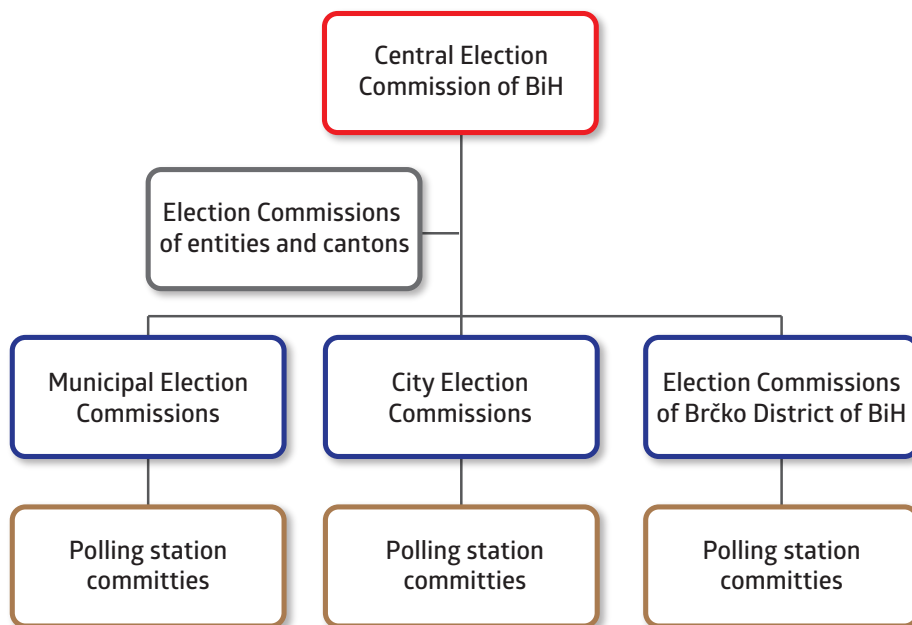 Central Election
Commission of BiH
Election Commissions
of entities and cantons
Municipal Election
Commissions
City Election
Commissions
Election Commissions
of Brčko District of BiH
Polling station
committies
Polling station
committies
Polling station
committies